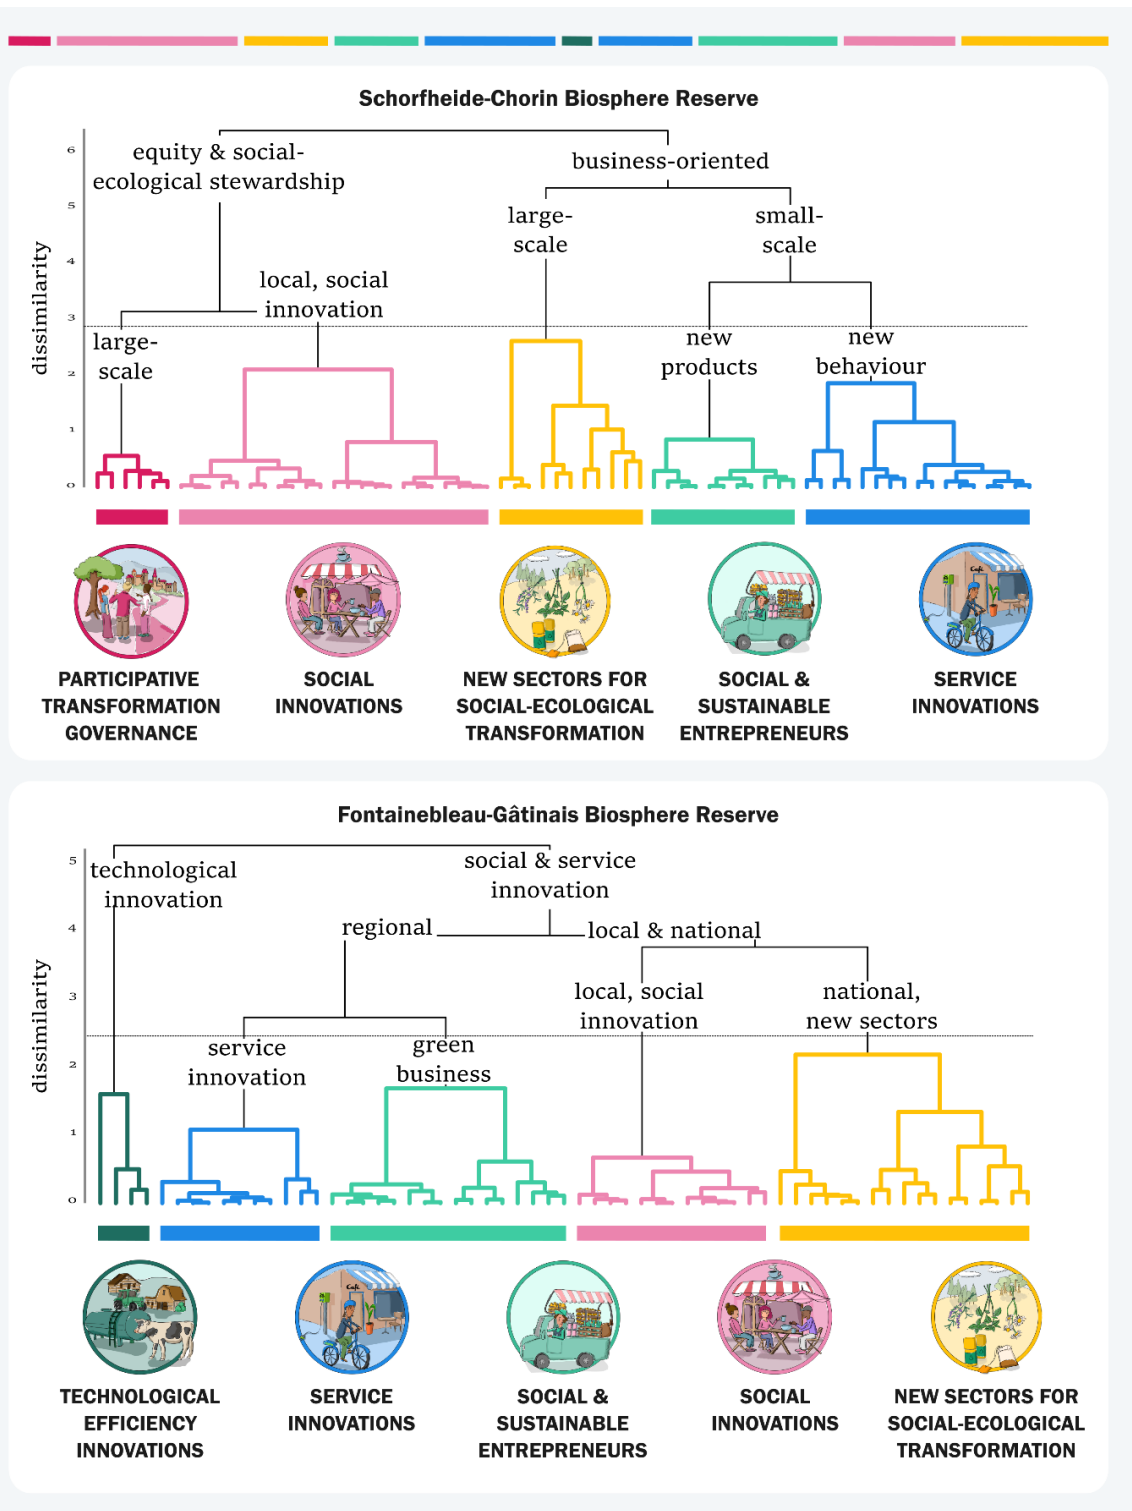 Schorfheide-Chorin Biosphere Reserve
6
5
4
3
2
1
0
dissimilarity
equity & social-
ecological stewardship
business-oriented
large-
scale
small-
scale
local, social
innovation
large-
scale
new
products
new
behaviour
PARTICIPATIVE
TRANSFORMATION
GOVERNANCE
SOCIAL
INNOVATIONS
NEW SECTORS FOR
SOCIAL-ECOLOGICAL
TRANSFORMATION
SOCIAL &
SUSTAINABLE
ENTREPRENEURS
Café
SERVICE
INNOVATIONS
Fontainebleau-Gâtinais Biosphere Reserve
5
4
3
2
1
0
dissimilarity
technological
innovation
social & service
innovation
regional
local & national
local, social
innovation
national,
new sectors
service
innovation
green
business
TECHNOLOGICAL
EFFICIENCY
INNOVATIONS
Café
SERVICE
INNOVATIONS
SOCIAL &
SUSTAINABLE
ENTREPRENEURS
SOCIAL
INNOVATIONS
NEW SECTORS FOR
SOCIAL-ECOLOGICAL
TRANSFORMATION